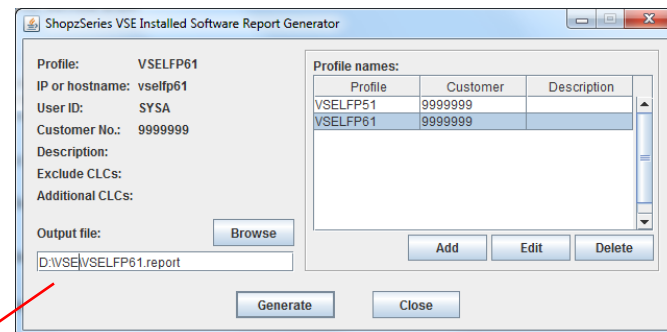 ShopzSeries VSE Installed Software Report Generator
Profile: VSELFP61
IP or hostname: vselfp61
User ID: SYSA
Customer No.: 9999999
Description:
Exclude CLCs:
Additional CLCs:
Output file: Browse
D:\VSE\VSELFP61.report
Profile names:
Profile Customer Description
VSELFP51 9999999
VSELFP61 9999999
Add Edit Delete
Generate Close